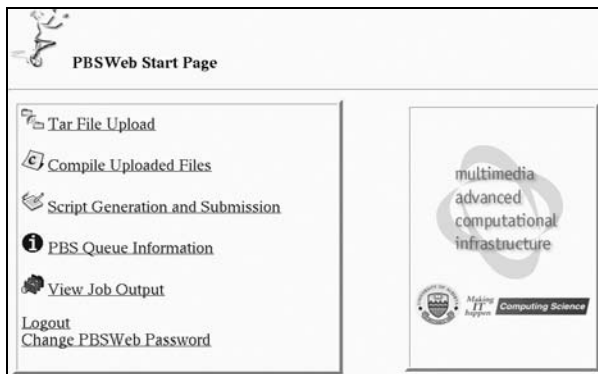 PBSWeb Start Page
Tar File Upload
Compile Uploaded Files
Script Generation and Submission
PBS Queue Information
View Job Output
Logout
Change PBSWeb Password
multimedia
advanced
computational
infrastructure
Making
IT
happen
Computing Science